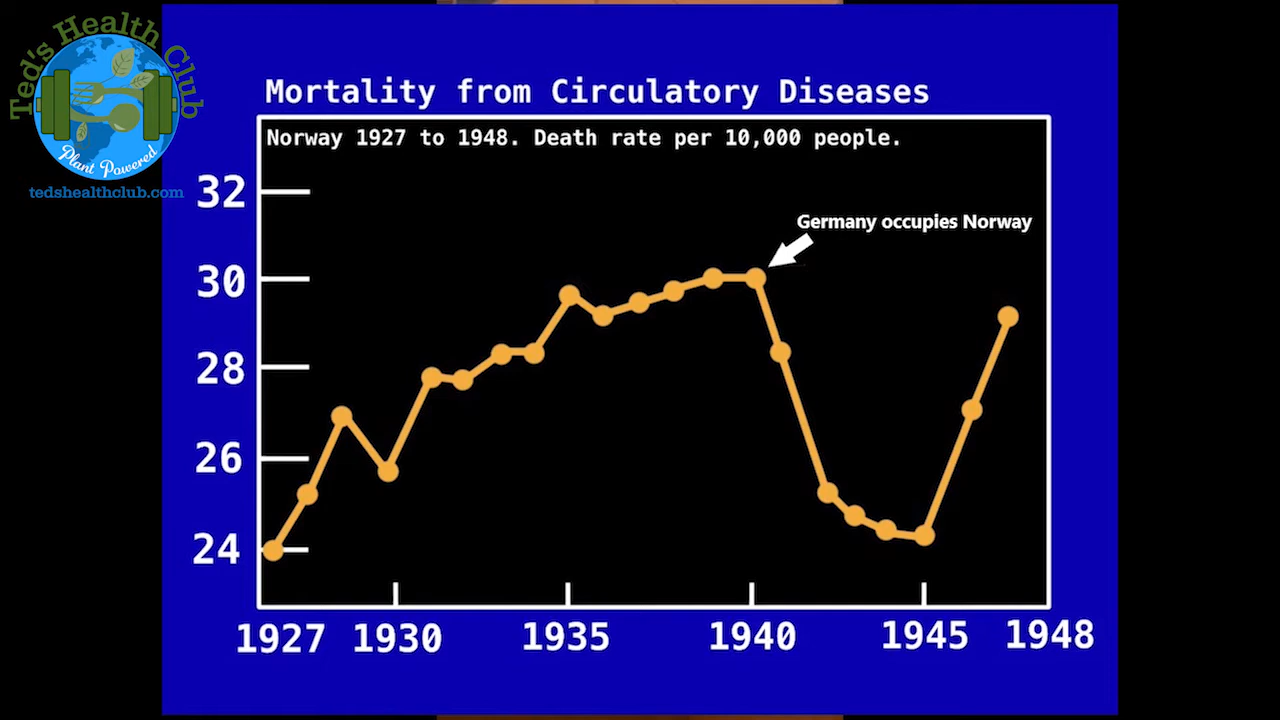 Ted's Health Club
Plant Powered
tedshealthclub.com
Mortality from Circulatory Diseases
Norway 1927 to 1948. Death rate per 10,000 people.
32
Germany occupies Norway
30
28
26
24
1927 1930 1935 1940 1945 1948